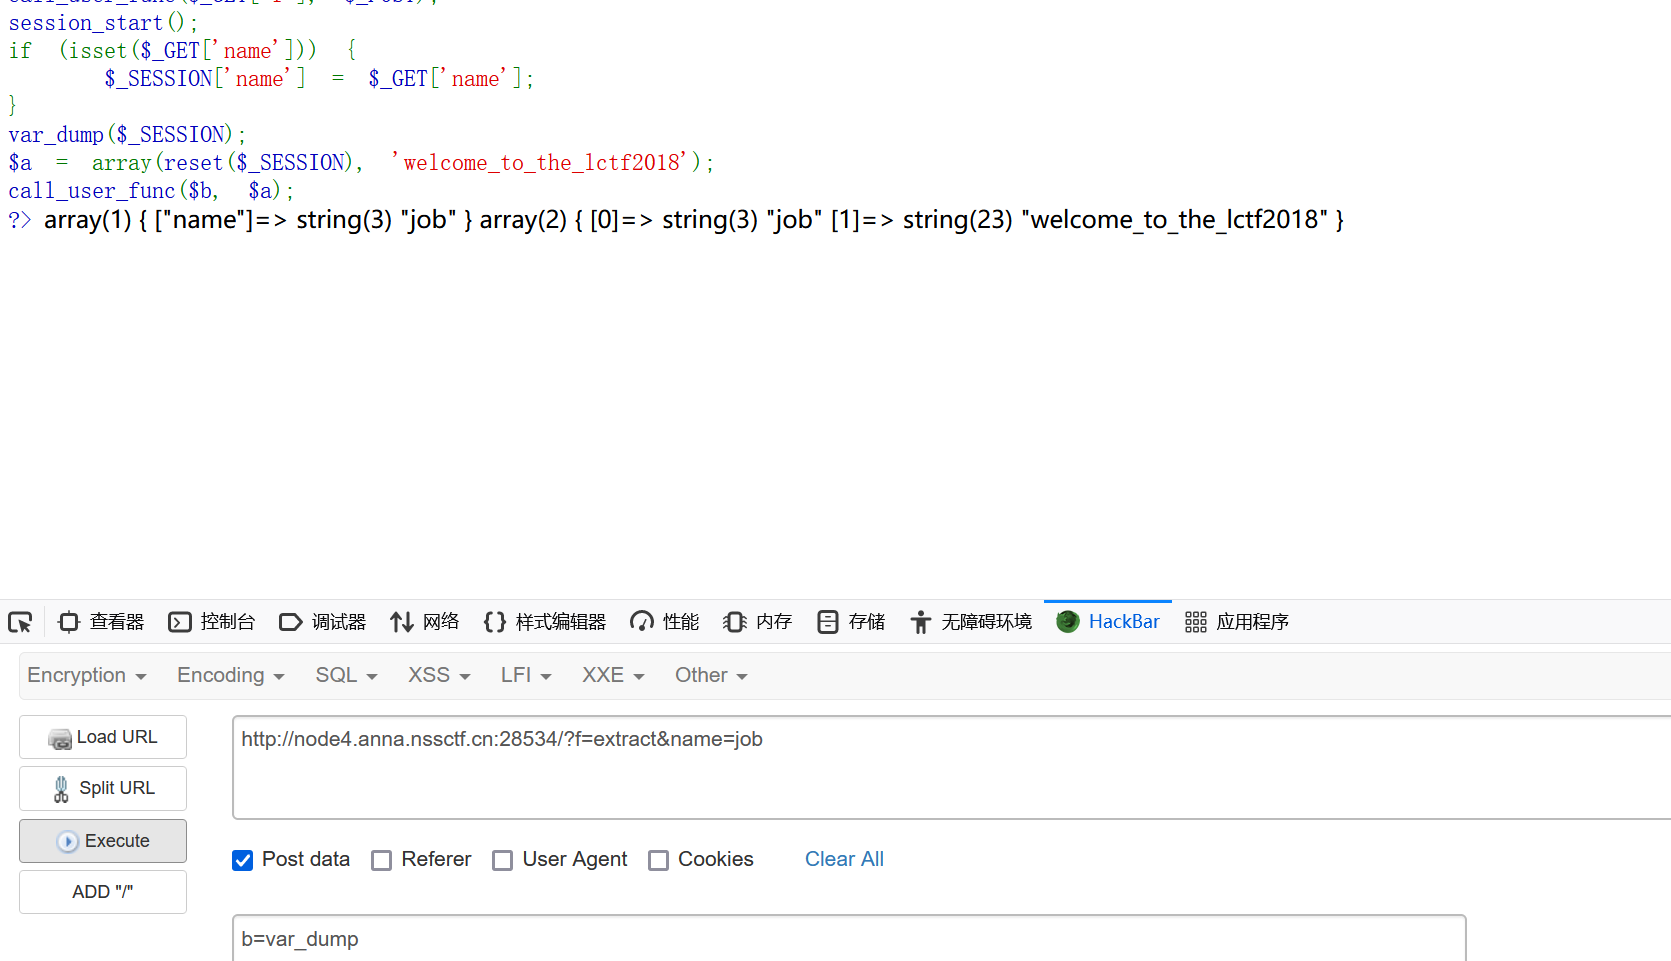 session_start();
if (isset($_GET['name'])) {
$_SESSION['name'] = $_GET['name'];
}
var_dump($_SESSION);
$a = array(reset($_SESSION), 'welcome_to_the_lctf2018');
call_user_func($b, $a);
?> array(1) { ["name"]=> string(3) "job" } array(2) { [0]=> string(3) "job" [1]=> string(23) "welcome_to_the_lctf2018" }
查看器 控制台 调试器 网络 样式编辑器 性能 内存 存储 无障碍环境 HackBar 应用程序
Encryption Encoding SQL XSS LFI XXE Other
Load URL
http://node4.anna.nssctf.cn:28534/?f=extract&name=job
Split URL
Execute
Post data Referer User Agent Cookies Clear All
ADD "/"
b=var_dump